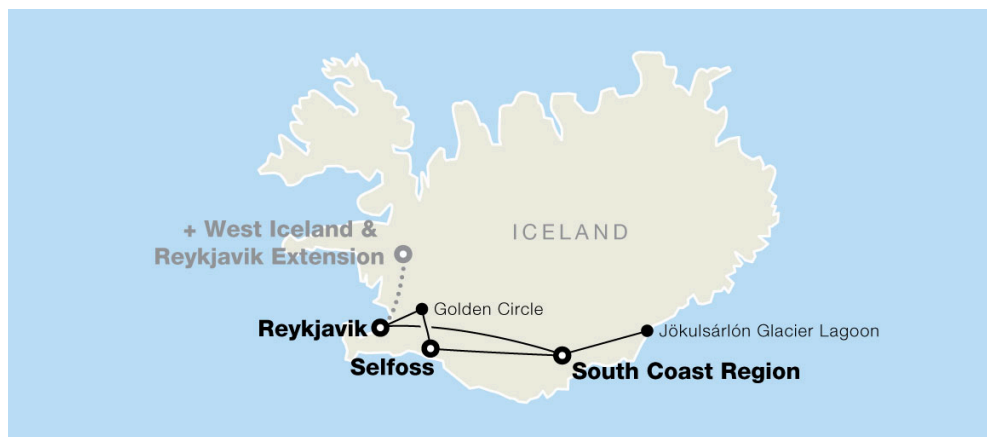 + West Iceland &
Reykjavik Extension
ICELAND
Golden Circle
Reykjavik
Jökulsárlón Glacier Lagoon
Selfoss
South Coast Region